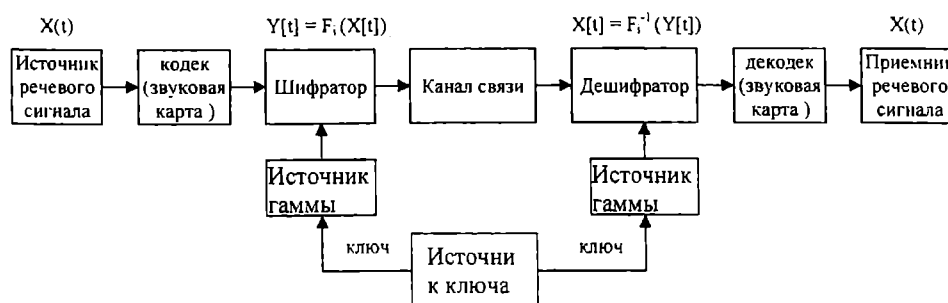 X(t)
Y[t] = Fᵢ (X[t])
X[t] = Fᵢ⁻¹ (Y[t])
X(t)
Источник
речевого
сигнала
кодек
(звуковая
карта )
Шифратор
Канал связи
Дешифратор
декодек
(звуковая
карта )
Приемник
речевого
сигнала
Источник
гаммы
Источник
гаммы
ключ
Источни
к ключа
ключ